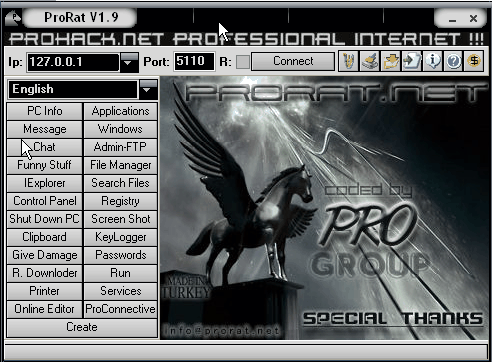 ProRat V1.9
PROHACK.NET PROFESSIONAL INTERNET !!!
Ip: 127.0.0.1 Port: 5110 R: Connect
English
PC Info Applications
Message Windows
Chat Admin-FTP
Funny Stuff File Manager
IExplorer Search Files
Control Panel Registry
Shut Down PC Screen Shot
Clipboard KeyLogger
Give Damage Passwords
R. Downloder Run
Printer Services
Online Editor ProConnective
Create
PRORAT.NET
coded by
PRO
GROUP
MADE IN
TURKEY
SPECIAL THANKS
info@prorat.net